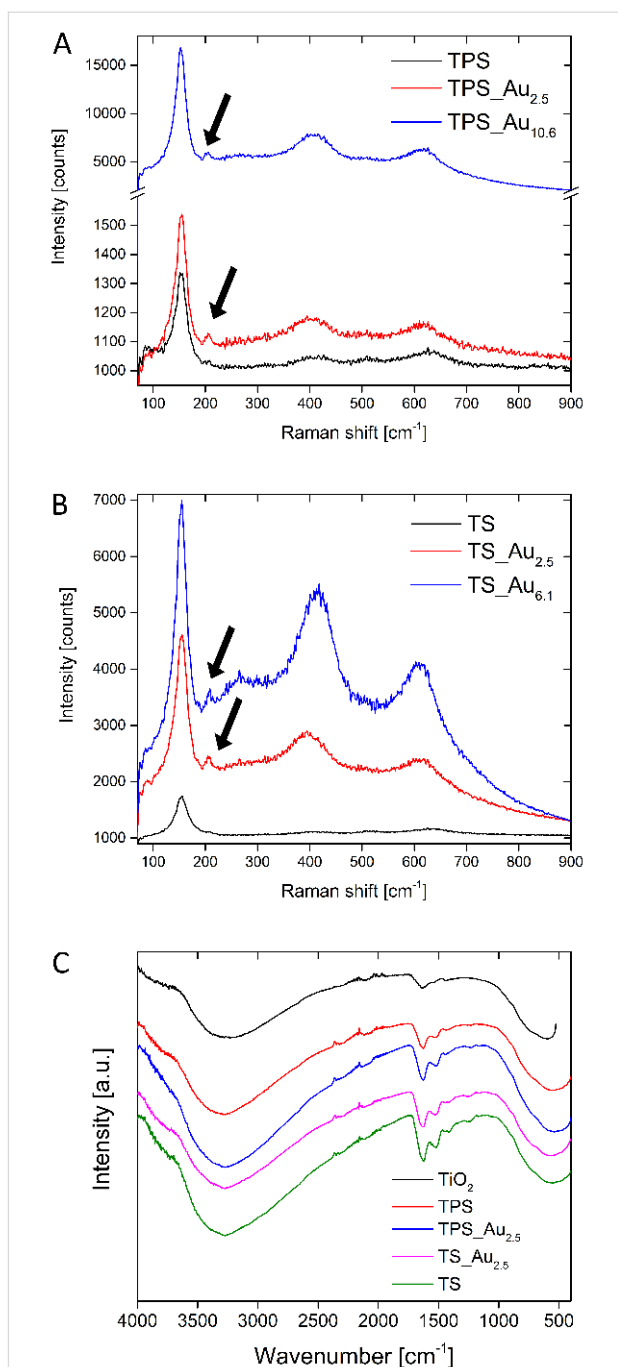 A
TPS
TPS_Au2.5
TPS_Au10.6
Intensity [counts]
15000
10000
5000
1500
1400
1300
1200
1100
1000
100 200 300 400 500 600 700 800 900
Raman shift [cm-1]
B
TS
TS_Au2.5
TS_Au6.1
Intensity [counts]
7000
6000
5000
4000
3000
2000
1000
100 200 300 400 500 600 700 800 900
Raman shift [cm-1]
C
Intensity [a.u.]
TiO2
TPS
TPS_Au2.5
TS_Au2.5
TS
4000 3500 3000 2500 2000 1500 1000 500
Wavenumber [cm-1]